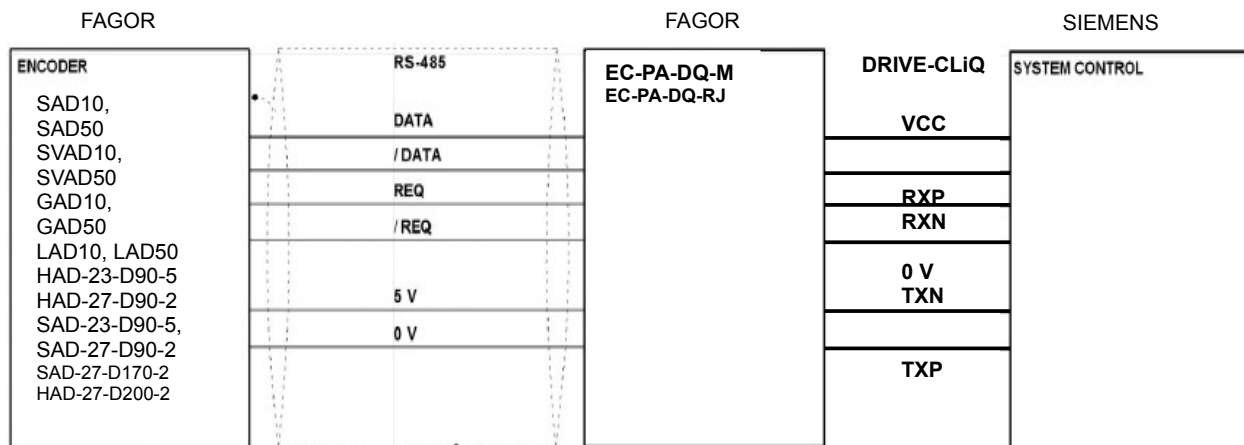 FAGOR
FAGOR
SIEMENS
ENCODER
SAD10,
SAD50
SVAD10,
SVAD50
GAD10,
GAD50
LAD10, LAD50
HAD-23-D90-5
HAD-27-D90-2
SAD-23-D90-5,
SAD-27-D90-2
SAD-27-D170-2
HAD-27-D200-2
RS-485
DATA
/DATA
REQ
/REQ
5 V
0 V
EC-PA-DQ-M
EC-PA-DQ-RJ
DRIVE-CLiQ
VCC
RXP
RXN
0 V
TXN
TXP
SYSTEM CONTROL